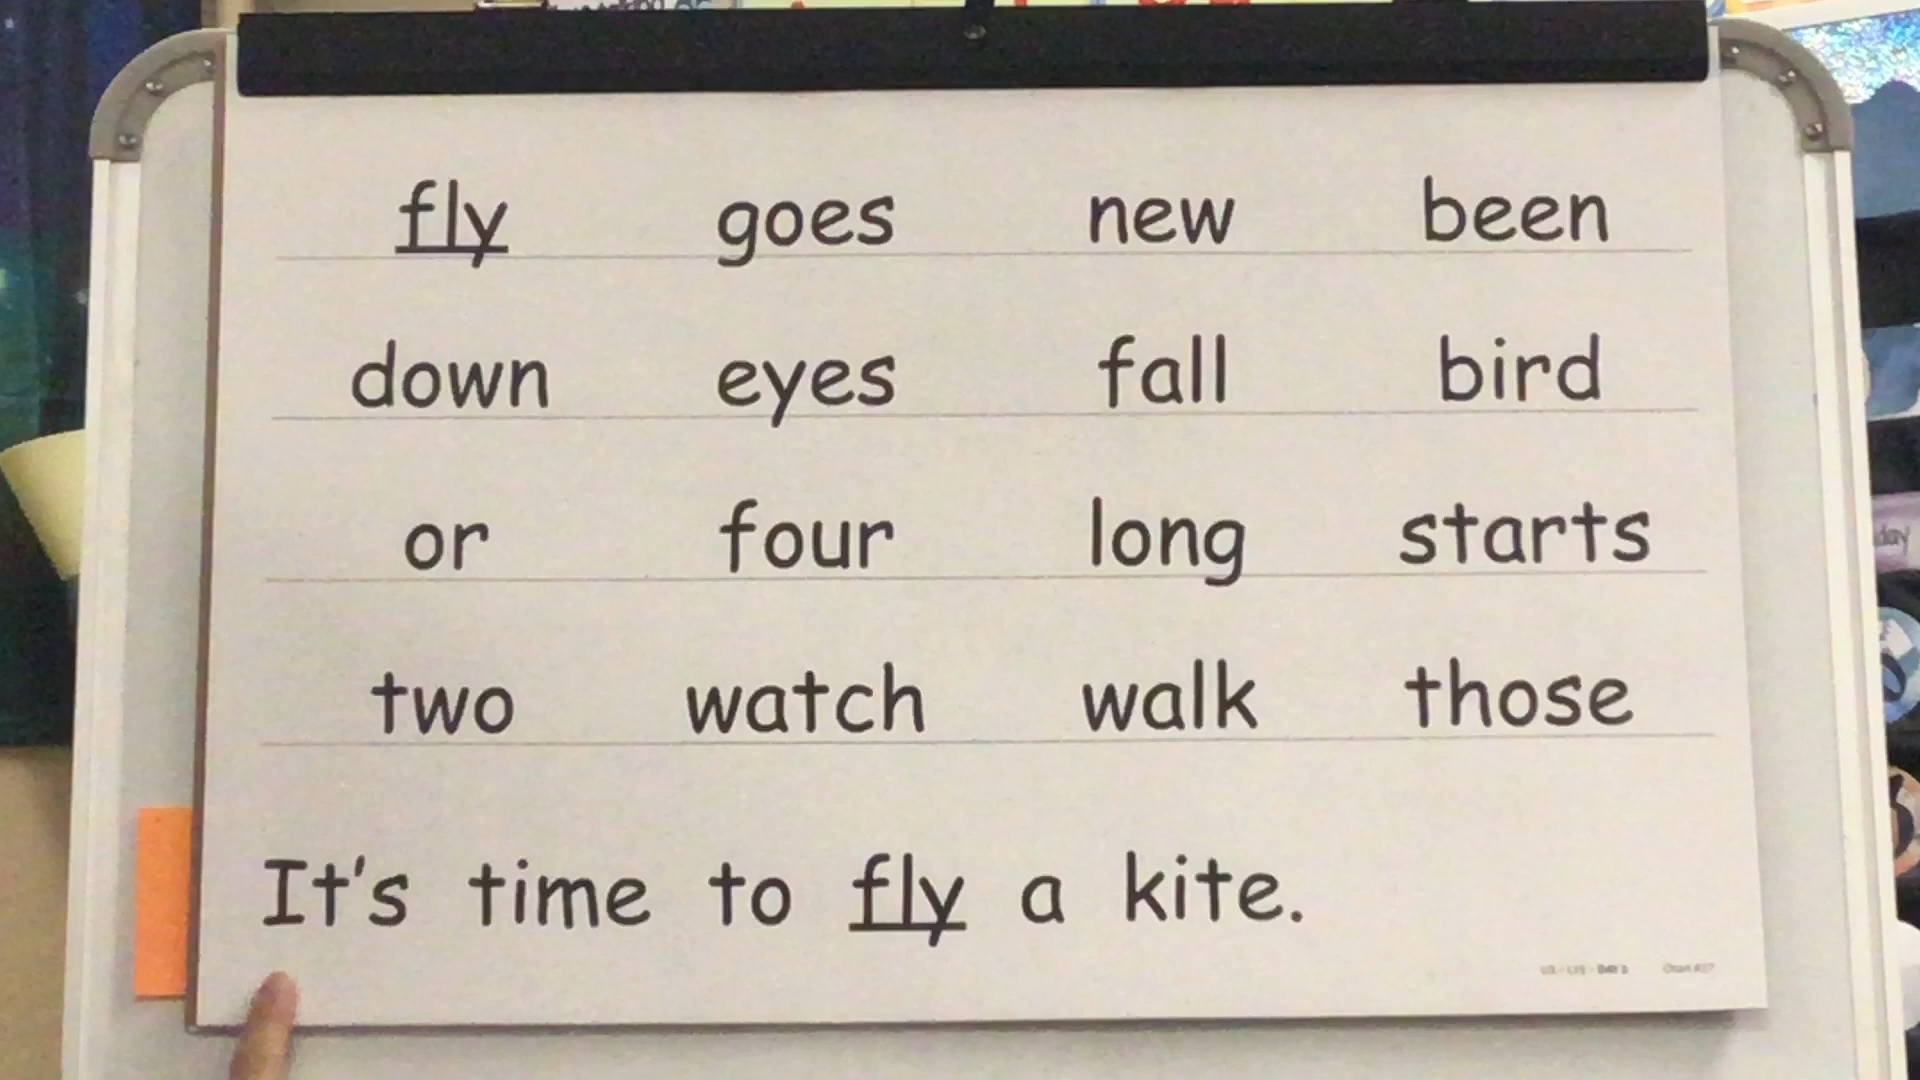 fly goes new been
down eyes fall bird
or four long starts
two watch walk those
It's time to fly a kite.